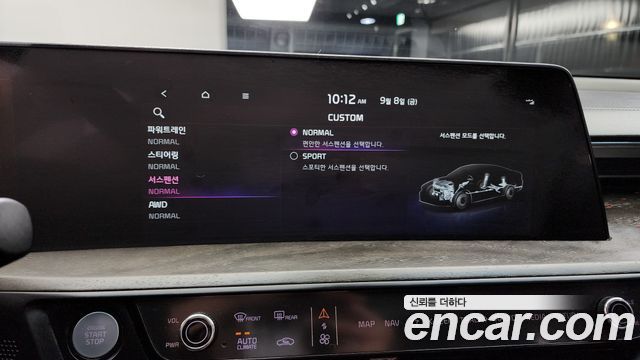 10:12 AM 9월 8일 (금)
CUSTOM
파워트레인
NORMAL
스티어링
NORMAL
서스펜션
NORMAL
AWD
NORMAL
NORMAL
편안한 서스펜션을 선택합니다.
SPORT
스포티한 서스펜션을 선택합니다.
서스펜션 모드를 선택합니다.
ENGINE
START
STOP
VOL
PWR
FRONT
REAR
AUTO
CLIMATE
MAP
NAV
신뢰를 더하다
encar.com